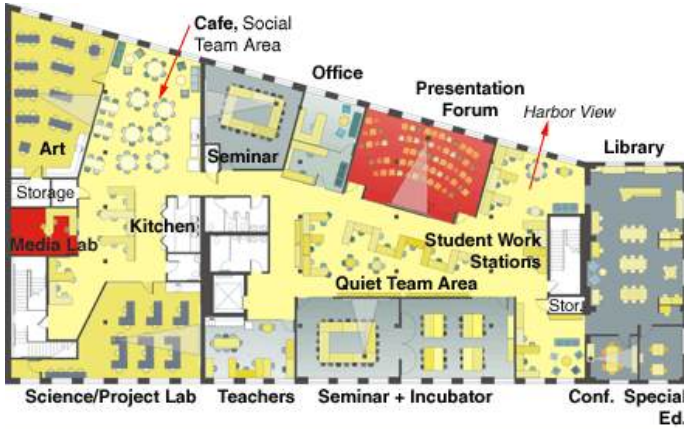 Cafe, Social
Team Area
Office
Presentation
Forum
Harbor View
Library
Art
Seminar
Storage
Media Lab
Kitchen
Student Work
Stations
Quiet Team Area
Stor.
Science/Project Lab
Teachers
Seminar + Incubator
Conf.
Special
Ed.